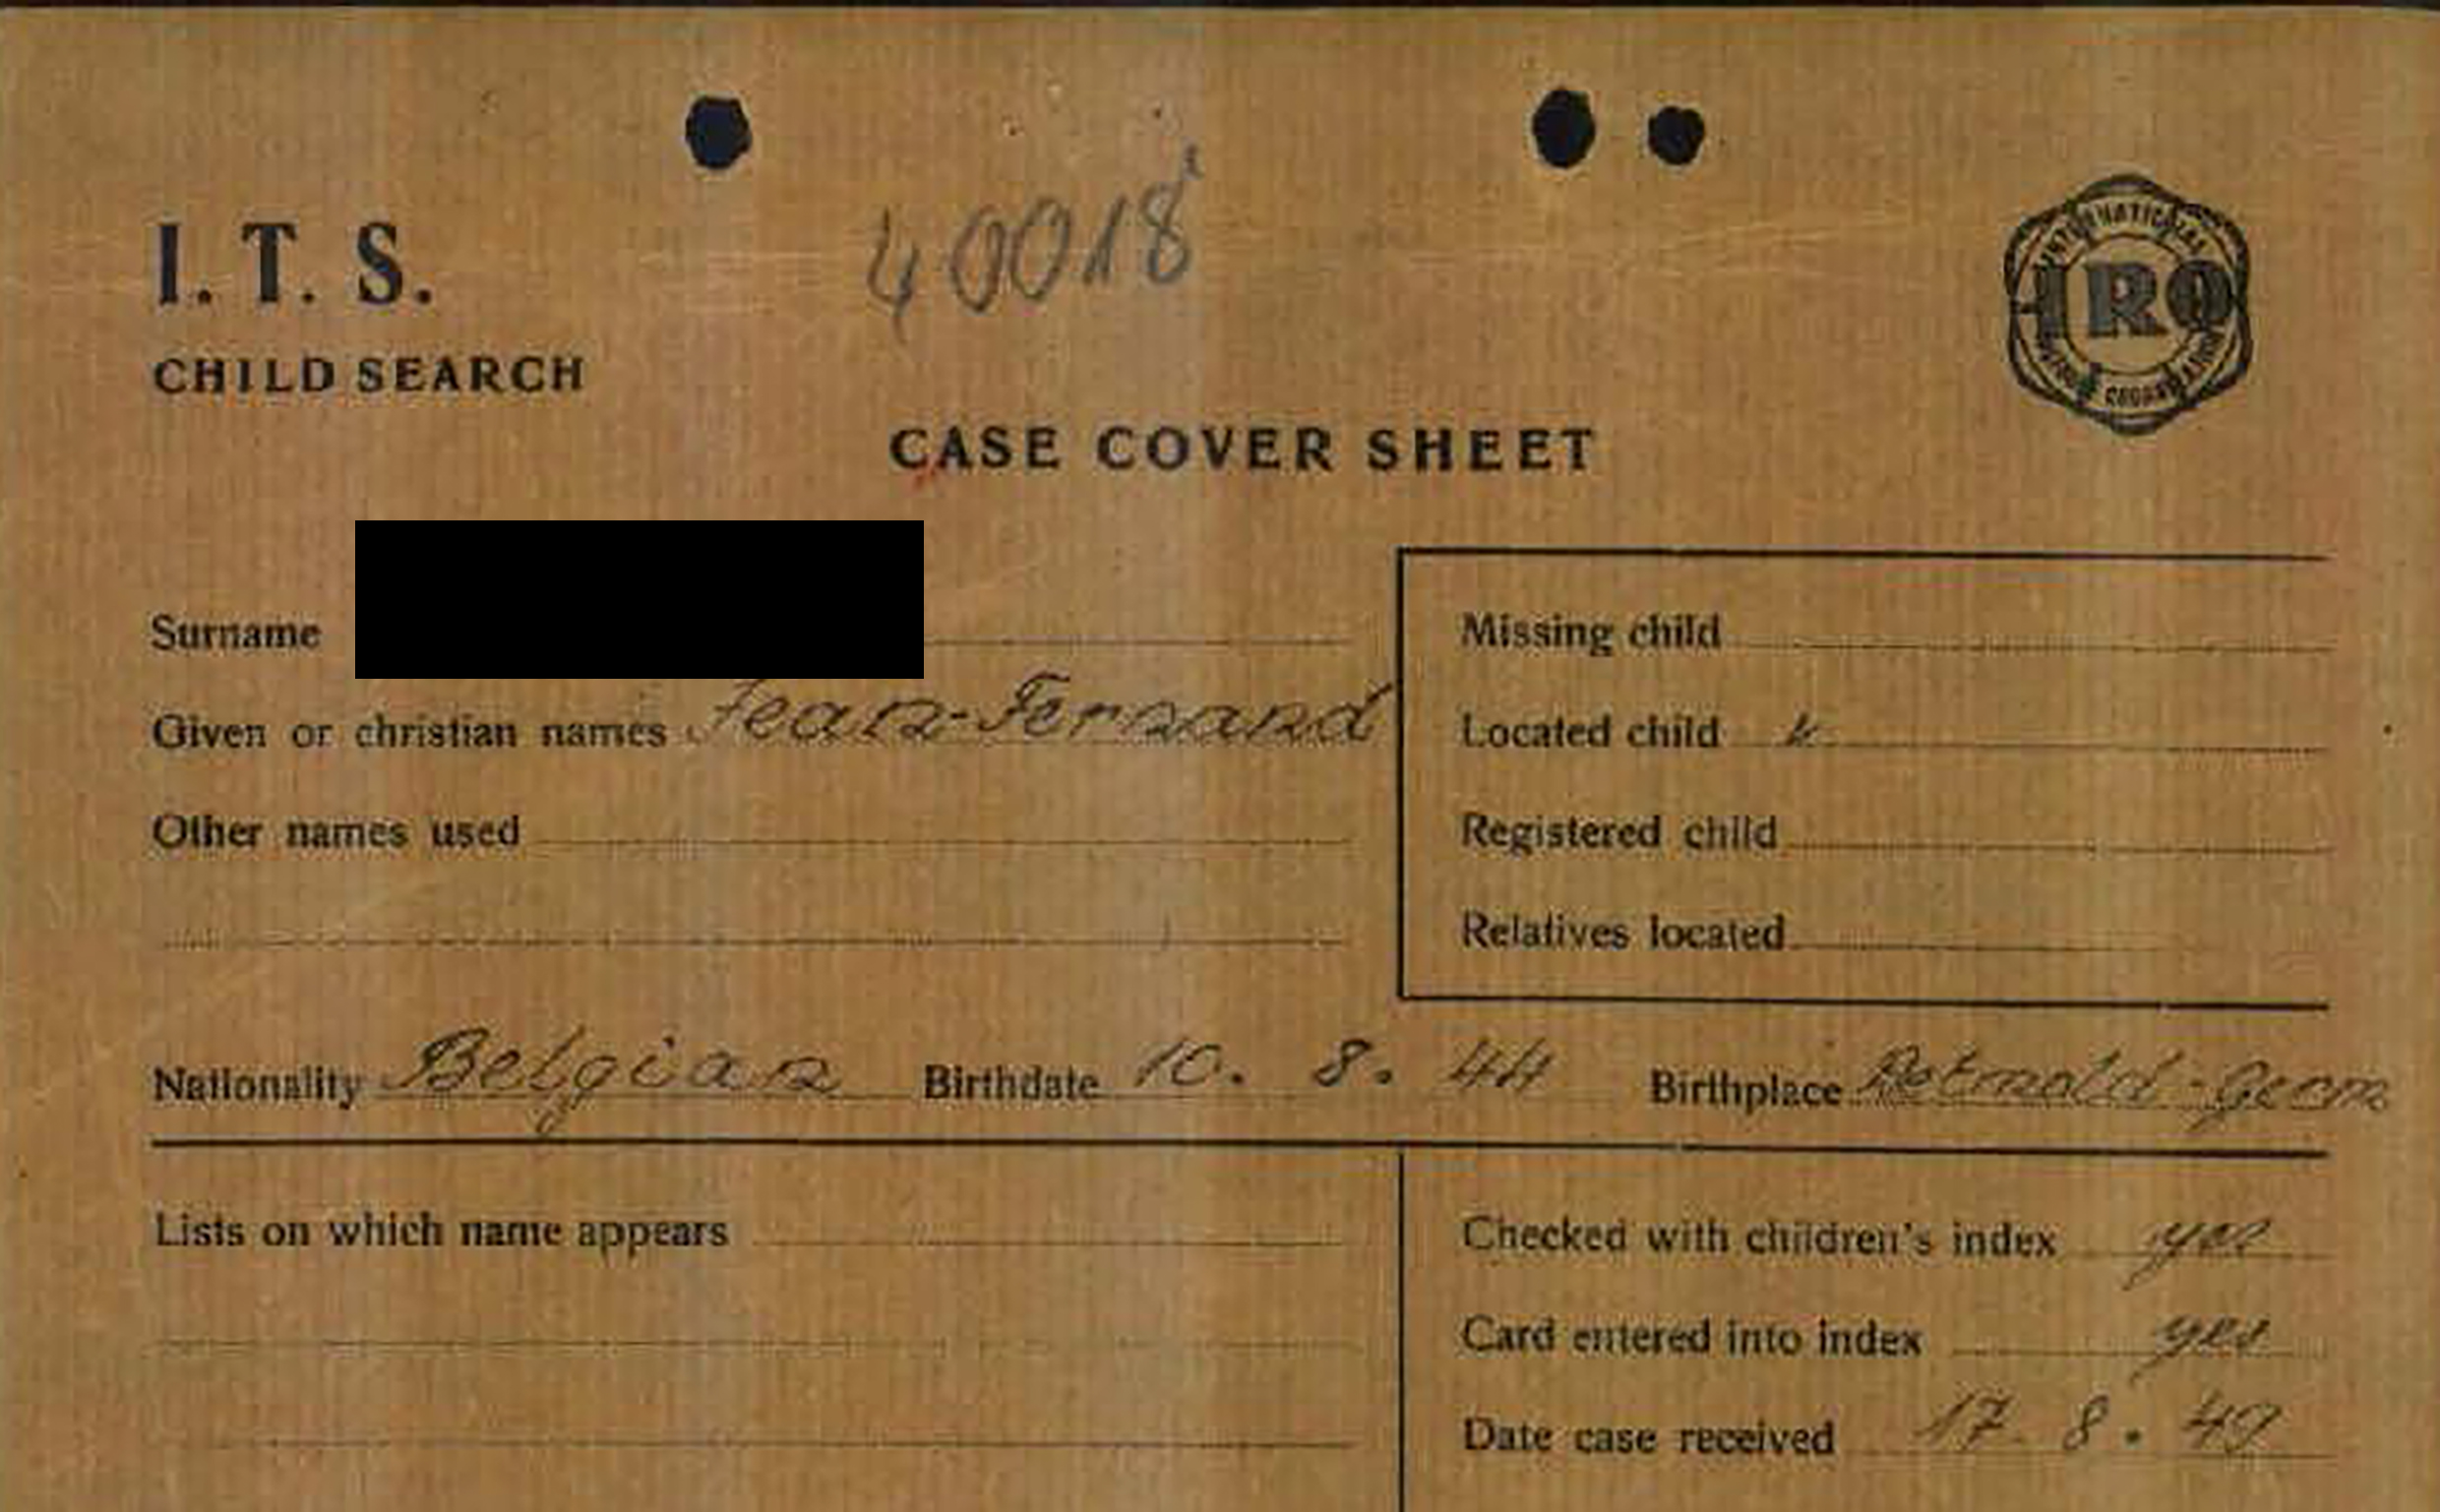 40018
I. T. S.
CHILD SEARCH
INTERNATIONAL
IRO
CASE COVER SHEET
Surname
Given or christian names Jean-Fernand
Other names used
Missing child
Located child
Registered child
Relatives located
Nationality Belgian Birthdate 10. 8. 44 Birthplace Detmold-Germ
Lists on which name appears
Checked with children's index yes
Card entered into index yes
Date case received 17 8. 49